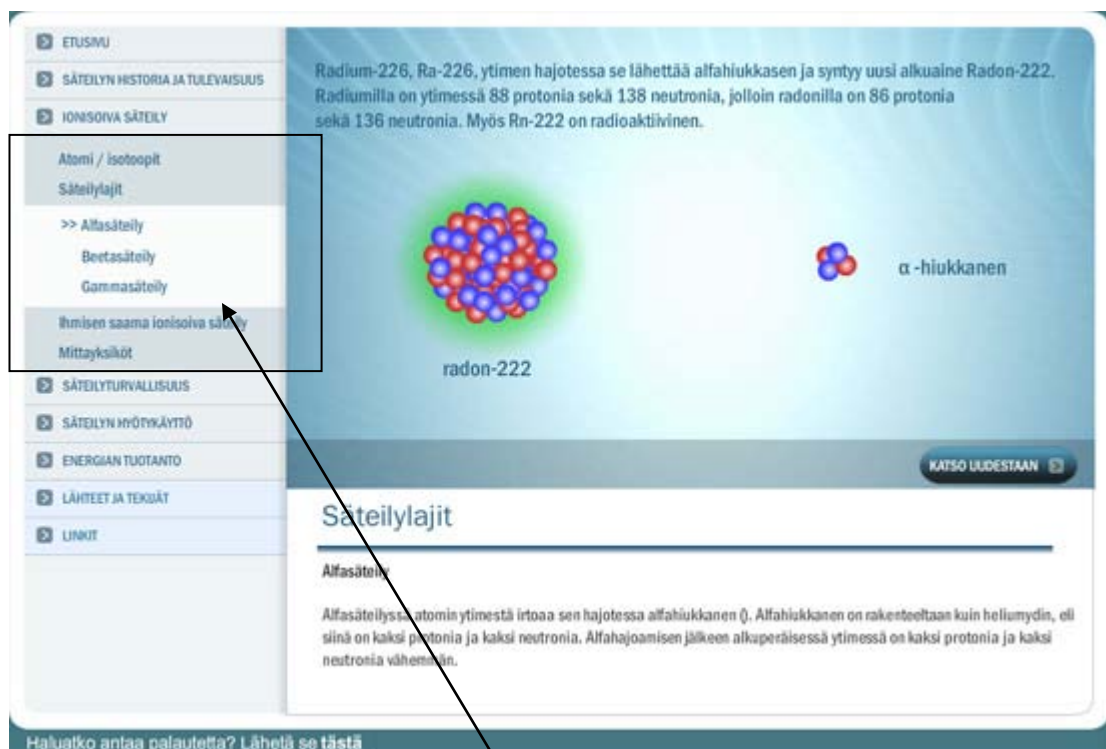 ETUSIVU
SÄTEILYN HISTORIA JA TULEVAISUUS
IONISOIVA SÄTEILY
Atomi / isotoopit
Säteilylajit
>> Alfasäteily
Beetasäteily
Gammasäteily
Ihmisen saama ionisoiva säteily
Mittayksiköt
SÄTEILYTURVALLISUUS
SÄTEILYN HYÖTYKÄYTTÖ
ENERGIAN TUOTANTO
LÄHTEET JA TEKIJÄT
LINKIT
Radium-226, Ra-226, ytimen hajotessa se lähettää alfahiukkasen ja syntyy uusi alkuaine Radon-222.
Radiumilla on ytimessä 88 protonia sekä 138 neutronia, jolloin radonilla on 86 protonia
sekä 136 neutronia. Myös Rn-222 on radioaktiivinen.
α -hiukkanen
radon-222
KATSO UUDESTAAN
Säteilylajit
Alfasäteily
Alfasäteilyssä atomin ytimestä irtoaa sen hajotessa alfahiukkanen (). Alfahiukkanen on rakenteeltaan kuin heliumydin, eli
siinä on kaksi protonia ja kaksi neutronia. Alfahajoamisen jälkeen alkuperäisessä ytimessä on kaksi protonia ja kaksi
neutronia vähemmän.
Haluatko antaa palautetta? Lähetä se tästä